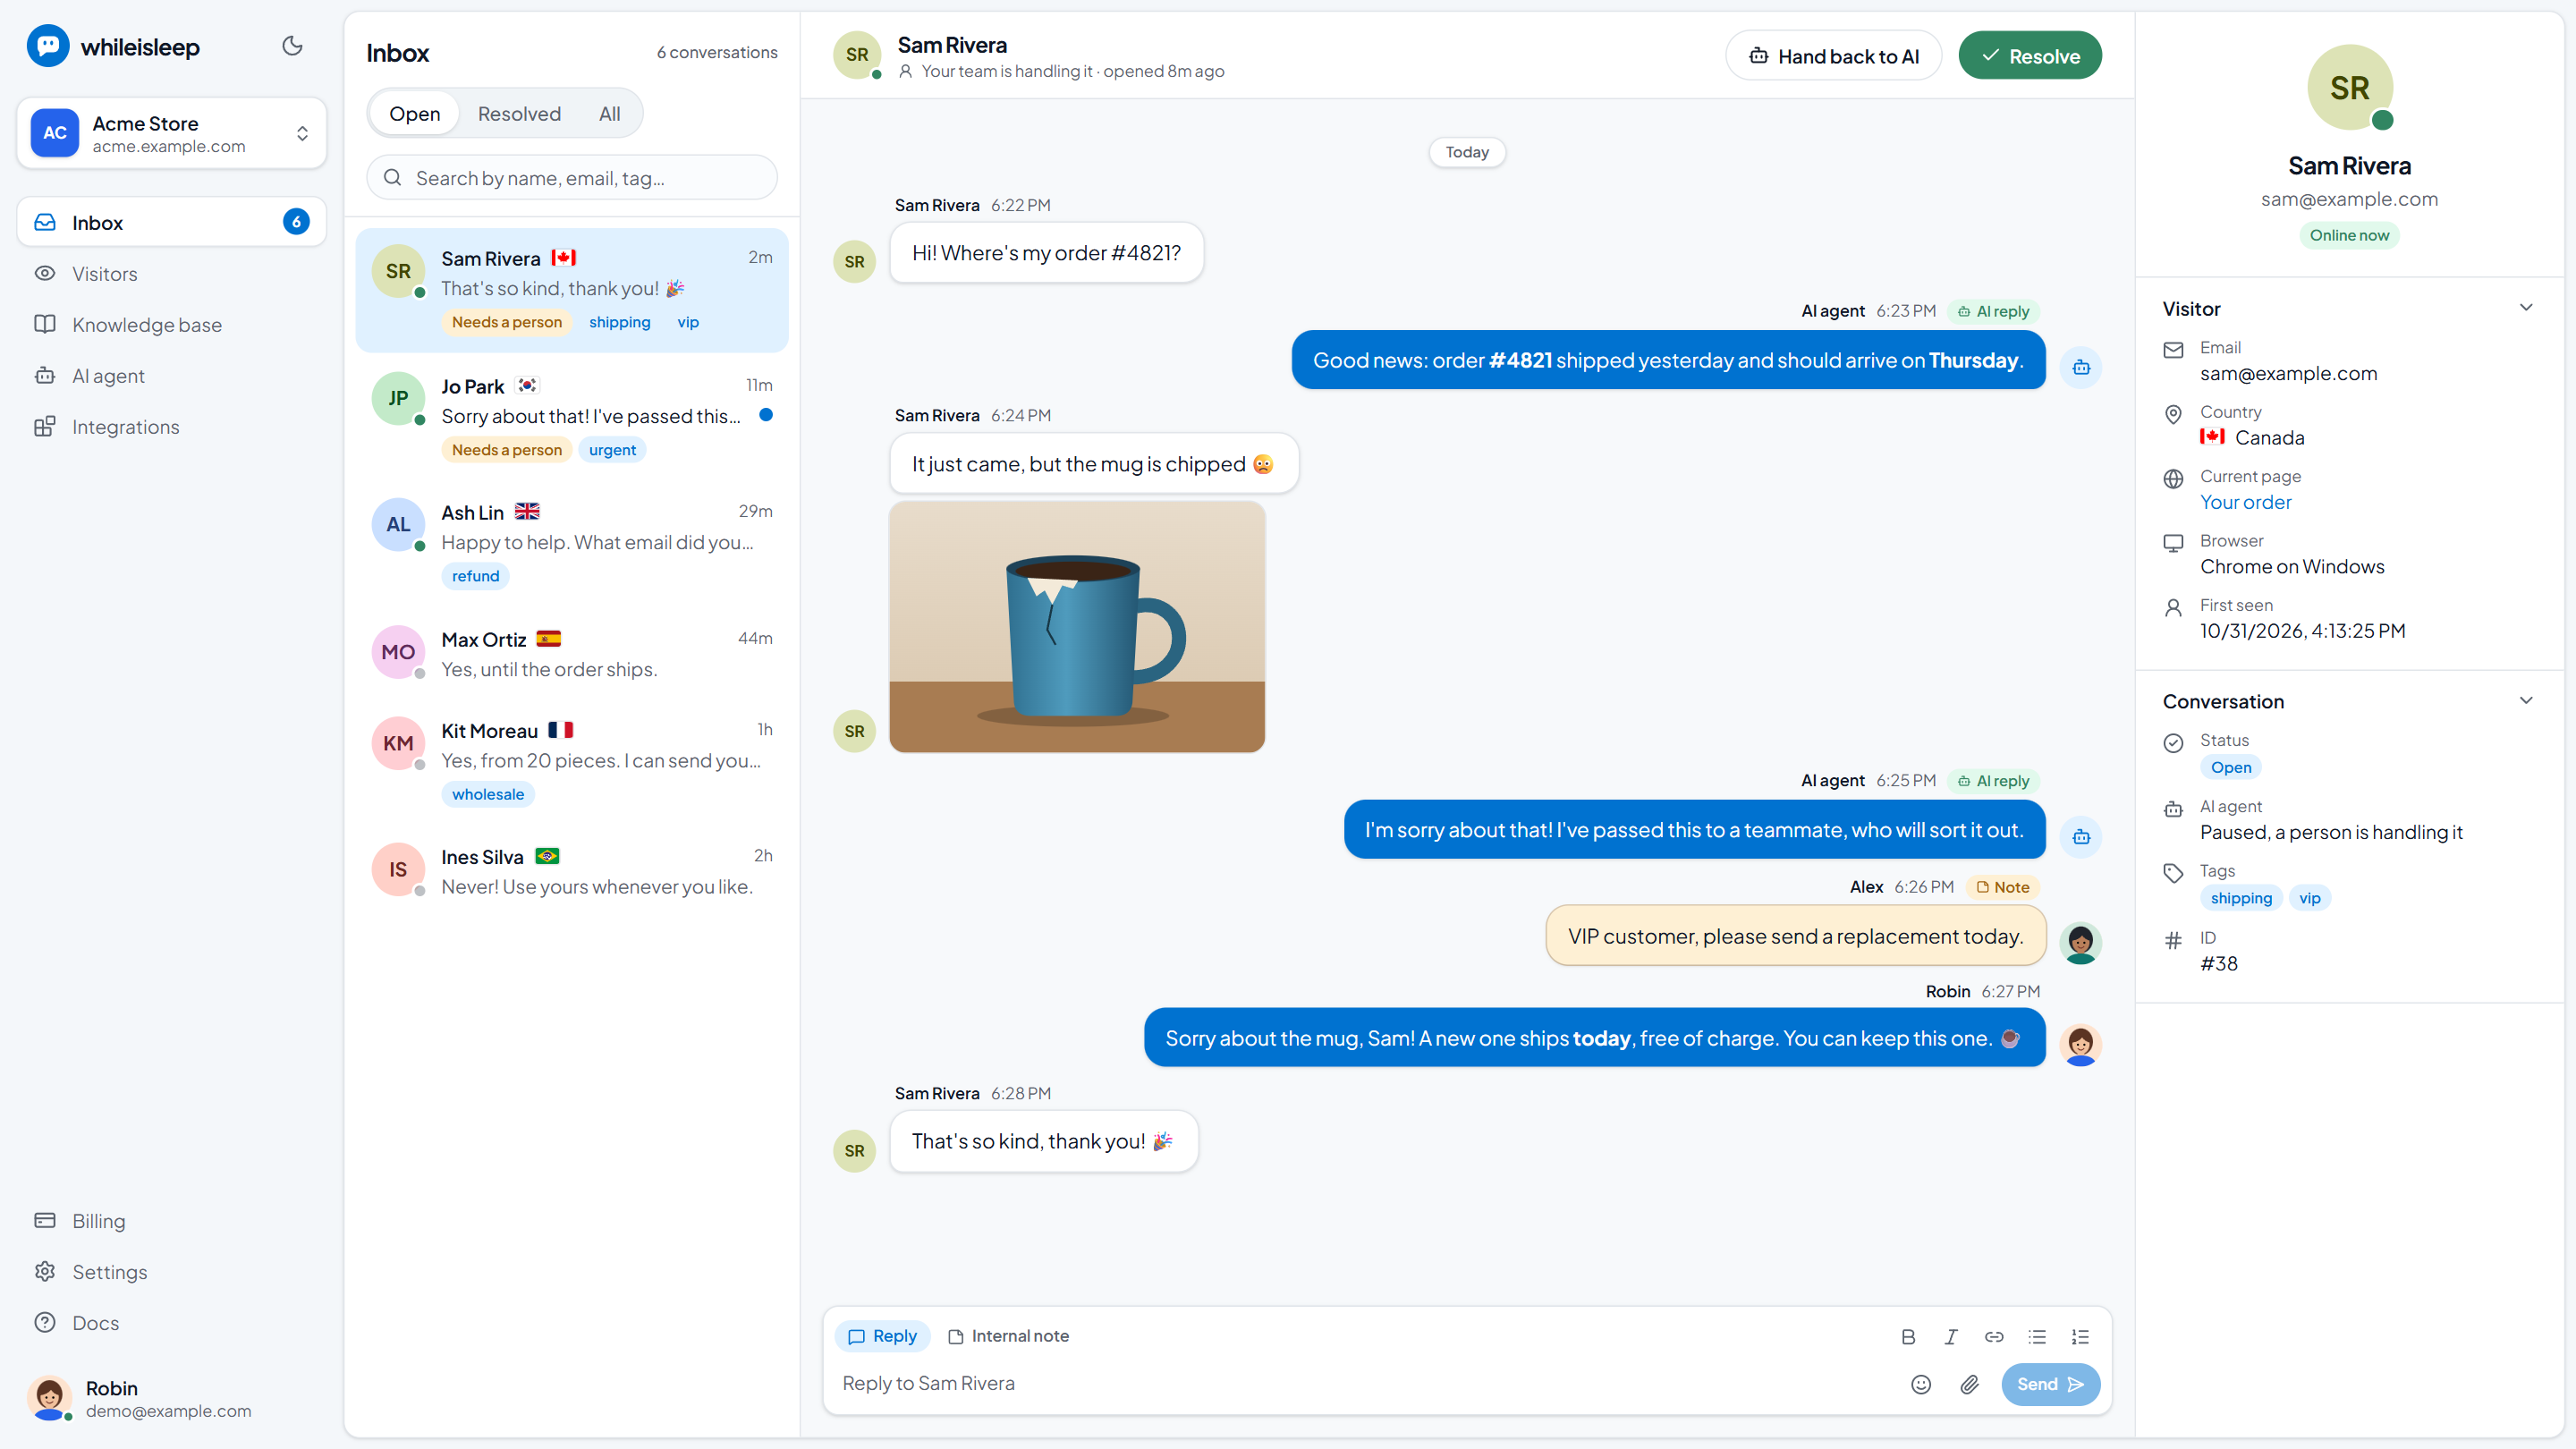 whileisleep
AC
Acme Store
acme.example.com
Inbox
6
Visitors
Knowledge base
AI agent
Integrations
Billing
Settings
Docs
Robin
demo@example.com
Inbox
6 conversations
Open
Resolved
All
Search by name, email, tag...
SR
Sam Rivera
2m
That's so kind, thank you! 🎉
Needs a person
shipping
vip
JP
Jo Park
11m
Sorry about that! I've passed this...
Needs a person
urgent
AL
Ash Lin
29m
Happy to help. What email did you...
refund
MO
Max Ortiz
44m
Yes, until the order ships.
KM
Kit Moreau
1h
Yes, from 20 pieces. I can send you...
wholesale
IS
Ines Silva
2h
Never! Use yours whenever you like.
SR
Sam Rivera
Your team is handling it · opened 8m ago
Hand back to AI
Resolve
Today
Sam Rivera 6:22 PM
SR
Hi! Where's my order #4821?
AI agent 6:23 PM AI reply
Good news: order #4821 shipped yesterday and should arrive on Thursday.
Sam Rivera 6:24 PM
It just came, but the mug is chipped 😳
SR
AI agent 6:25 PM AI reply
I'm sorry about that! I've passed this to a teammate, who will sort it out.
Alex 6:26 PM Note
VIP customer, please send a replacement today.
Robin 6:27 PM
Sorry about the mug, Sam! A new one ships today, free of charge. You can keep this one. ☕
Sam Rivera 6:28 PM
SR
That's so kind, thank you! 🎉
Reply
Internal note
Reply to Sam Rivera
Send
SR
Sam Rivera
sam@example.com
Online now
Visitor
Email
sam@example.com
Country
Canada
Current page
Your order
Browser
Chrome on Windows
First seen
10/31/2026, 4:13:25 PM
Conversation
Status
Open
AI agent
Paused, a person is handling it
Tags
shipping
vip
ID
#38